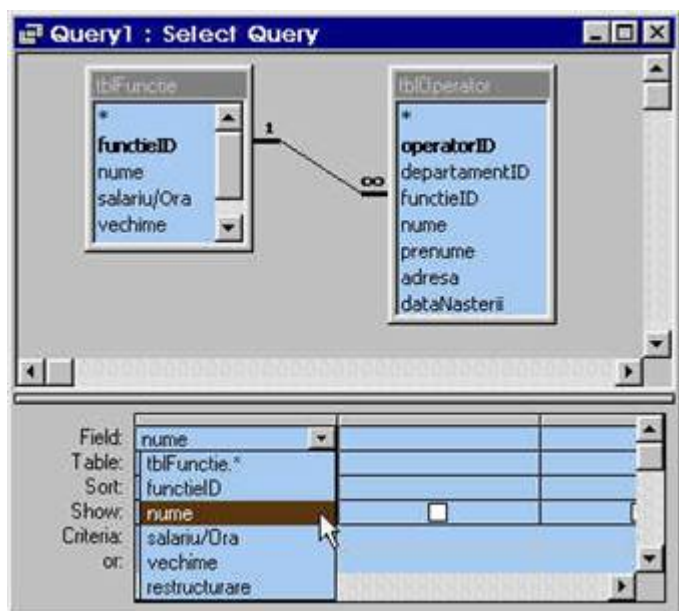 Query1 : Select Query
tblFunctie
*
functieID
nume
salariu/Ora
vechime
1
∞
tblOperator
*
operatorID
departamentID
functieID
nume
prenume
adresa
dataNasterii
Field: nume
Table: tblFunctie.*
Sort: functieID
Show: nume
Criteria: salariu/Ora
or: vechime
restructurare